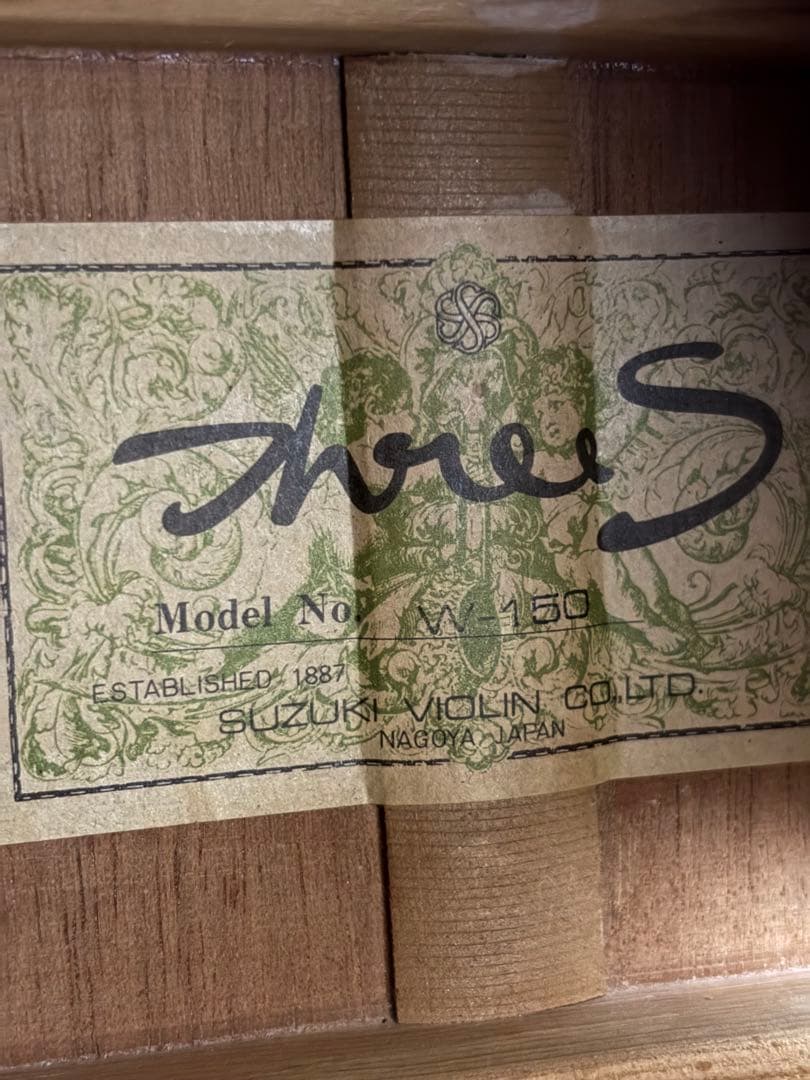 Three S
Model No. W-150
ESTABLISHED 1887
SUZUKI VIOLIN CO.,LTD.
NAGOYA JAPAN